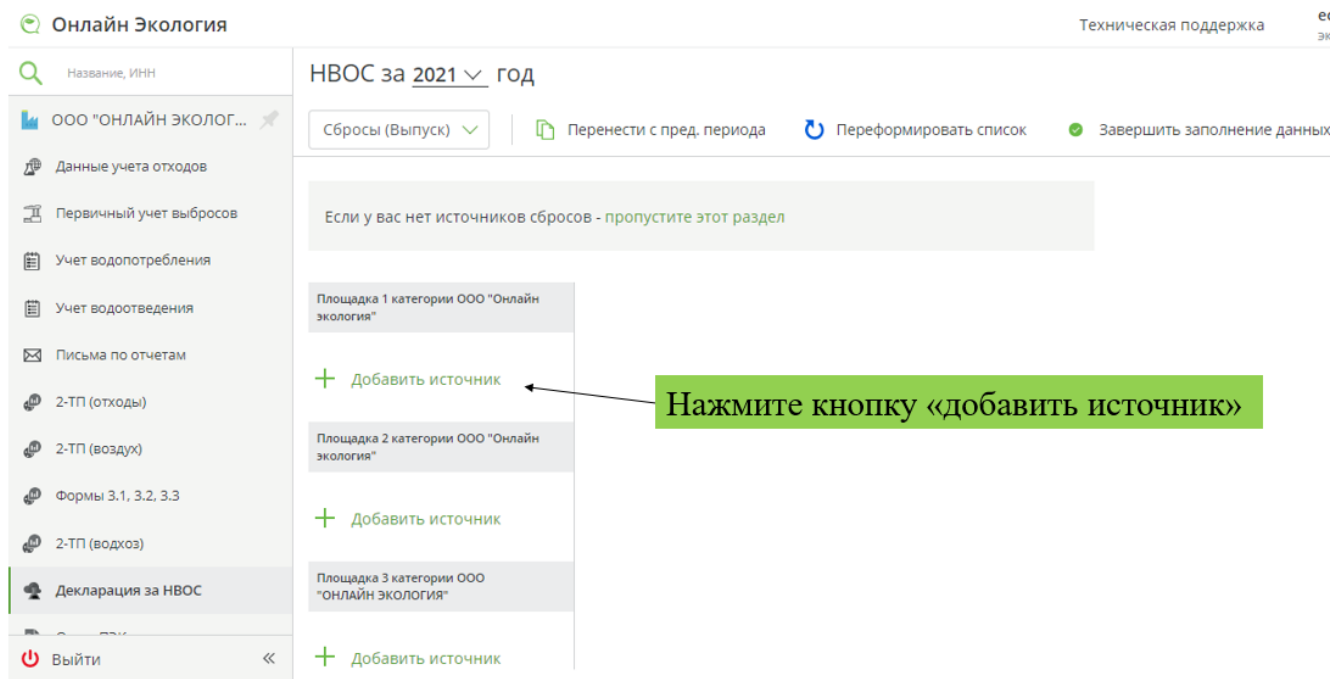 Онлайн Экология
Техническая поддержка
Название, ИНН
НВОС за 2021 год
ООО "ОНЛАЙН ЭКОЛОГ...
Сбросы (Выпуск)
Перенести с пред. периода
Переформировать список
Завершить заполнение данных
Данные учета отходов
Первичный учет выбросов
Учет водопотребления
Учет водоотведения
Письма по отчетам
2-ТП (отходы)
2-ТП (воздух)
Формы 3.1, 3.2, 3.3
2-ТП (водхоз)
Декларация за НВОС
Выйти
Если у вас нет источников сбросов - пропустите этот раздел
Площадка 1 категории ООО "Онлайн
экология"
Добавить источник
Нажмите кнопку «добавить источник»
Площадка 2 категории ООО "Онлайн
экология"
Добавить источник
Площадка 3 категории ООО
"ОНЛАЙН ЭКОЛОГИЯ"
Добавить источник